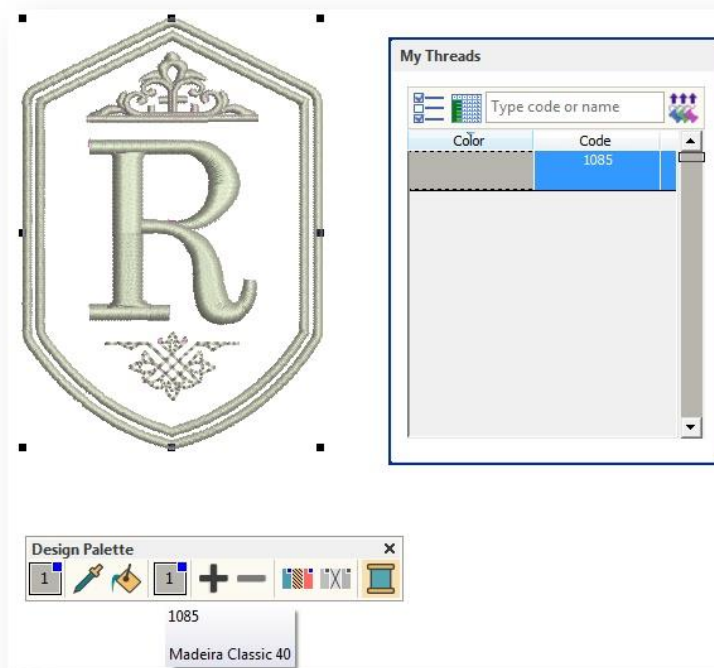 R
My Threads
Type code or name
Color Code
1085
Design Palette
1 1
1085
Madeira Classic 40